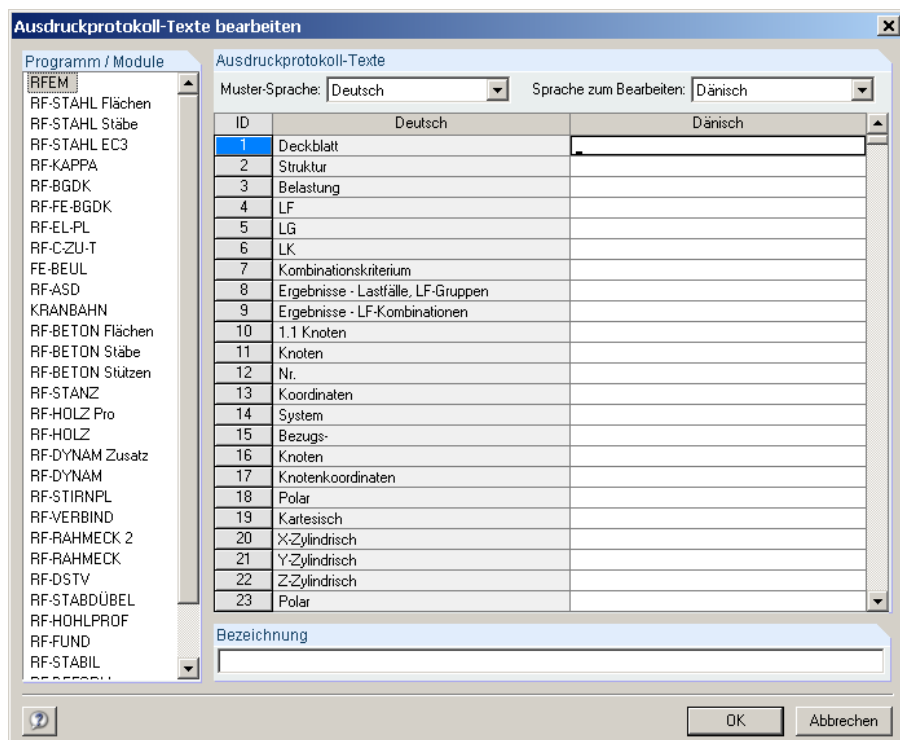 Ausdruckprotokoll-Texte bearbeiten
Programm / Module
RFEM
RF-STAHL Flächen
RF-STAHL Stäbe
RF-STAHL EC3
RF-KAPPA
RF-BGDK
RF-FE-BGDK
RF-EL-PL
RF-C-ZU-T
FE-BEUL
RF-ASD
KRANBAHN
RF-BETON Flächen
RF-BETON Stäbe
RF-BETON Stützen
RF-STANZ
RF-HOLZ Pro
RF-HOLZ
RF-DYNAM Zusatz
RF-DYNAM
RF-STIRNPL
RF-VERBIND
RF-RAHMECK 2
RF-RAHMECK
RF-DSTV
RF-STABDÜBEL
RF-HOHLPROF
RF-FUND
RF-STABIL
Ausdruckprotokoll-Texte
Muster-Sprache: Deutsch Sprache zum Bearbeiten: Dänisch
ID Deutsch Dänisch
1 Deckblatt
2 Struktur
3 Belastung
4 LF
5 LG
6 LK
7 Kombinationskriterium
8 Ergebnisse - Lastfälle, LF-Gruppen
9 Ergebnisse - LF-Kombinationen
10 1.1 Knoten
11 Knoten
12 Nr.
13 Koordinaten
14 System
15 Bezugs-
16 Knoten
17 Knotenkoordinaten
18 Polar
19 Kartesisch
20 X-Zylindrisch
21 Y-Zylindrisch
22 Z-Zylindrisch
23 Polar
Bezeichnung
OK Abbrechen